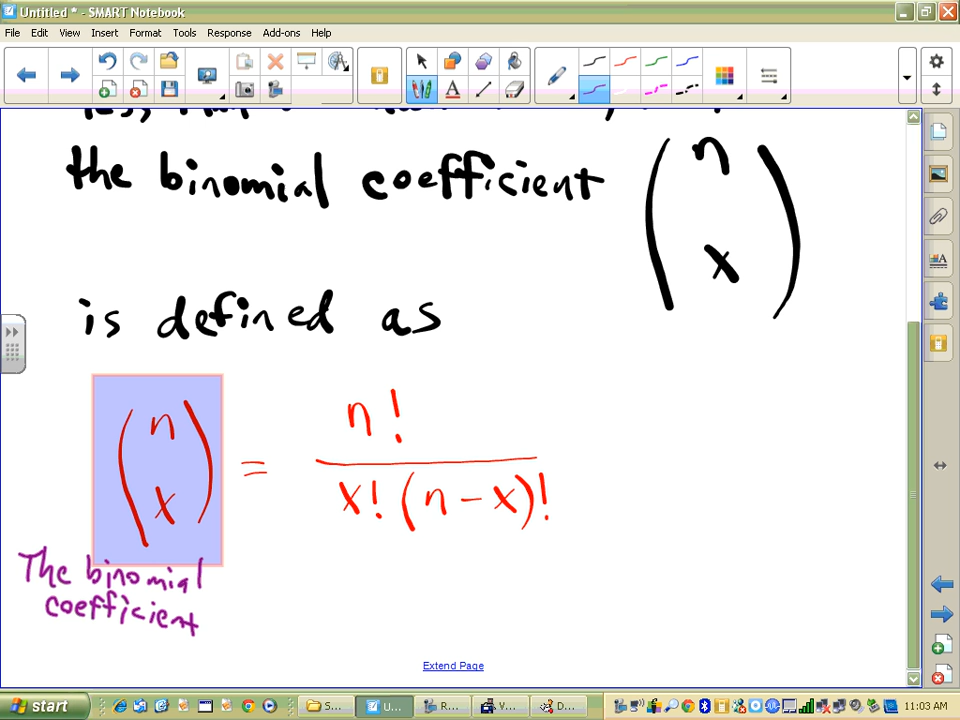 Untitled * - SMART Notebook
File Edit View Insert Format Tools Response Add-ons Help
the binomial coefficient
n
x
is defined as
(n x) = n! / x!(n-x)!
The binomial
coefficient
Extend Page
start S... U... R... Y... D... 11:03 AM